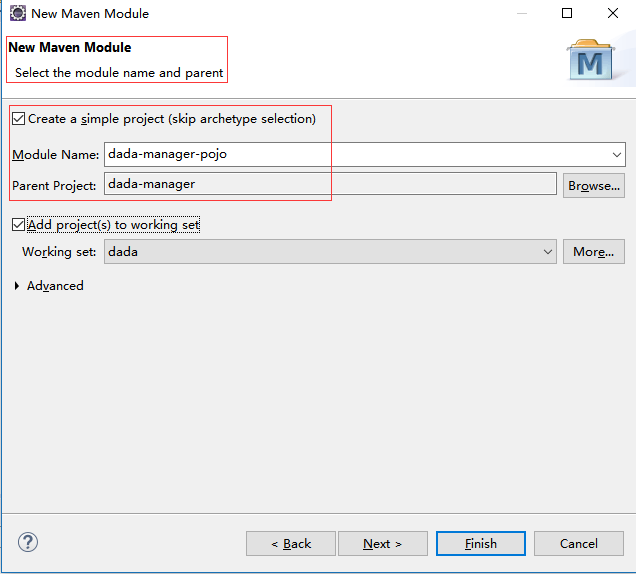 New Maven Module
New Maven Module
Select the module name and parent
M
Create a simple project (skip archetype selection)
Module Name: dada-manager-pojo
Parent Project: dada-manager Browse...
Add project(s) to working set
Working set: dada More...
Advanced
? < Back Next > Finish Cancel